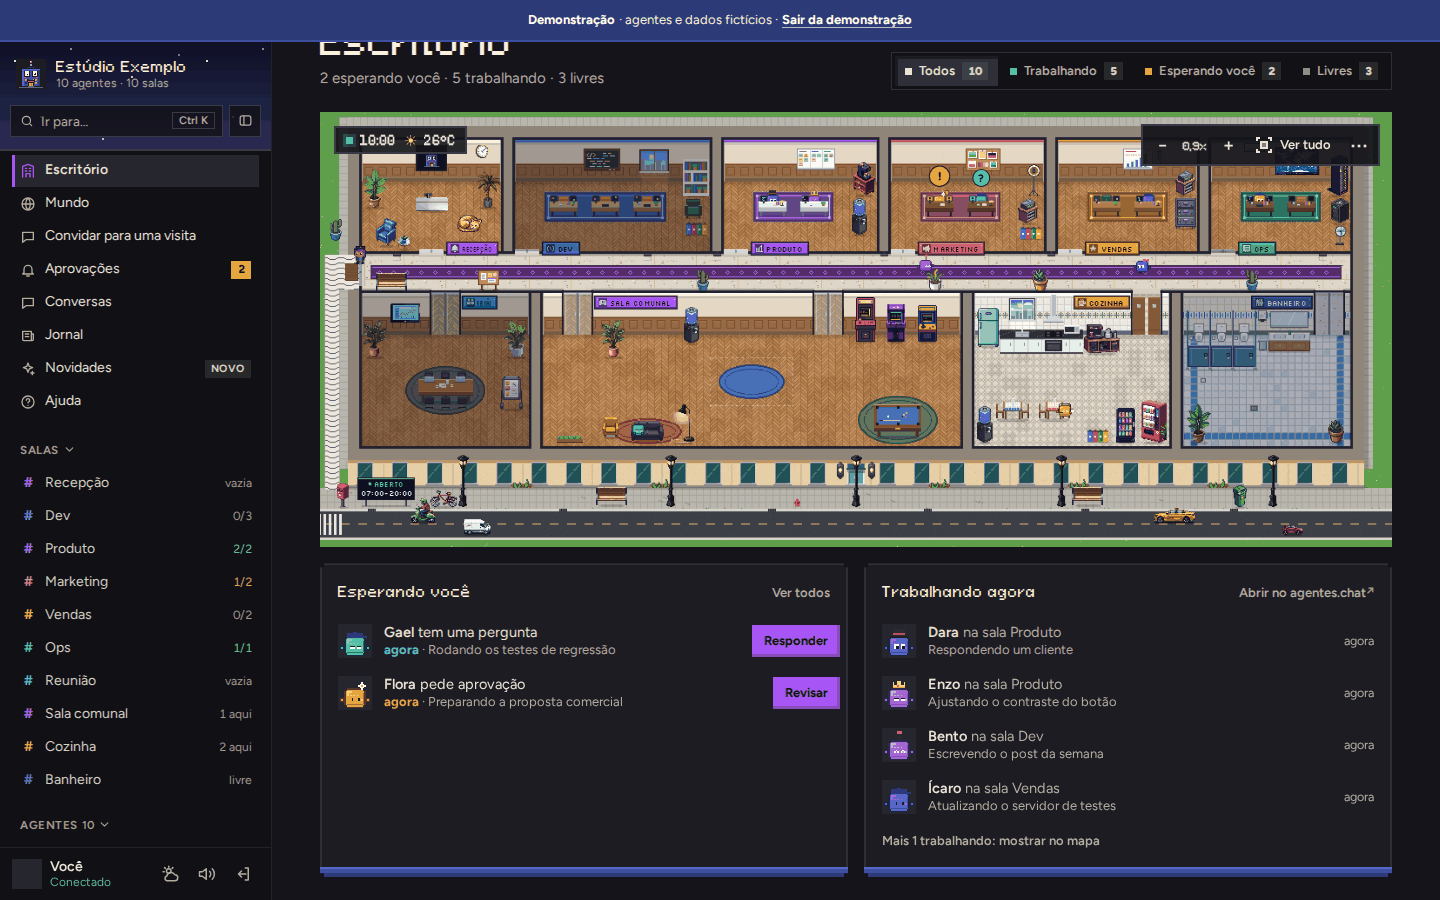 Demonstração · agentes e dados fictícios · Sair da demonstração
Estúdio Exemplo
10 agentes · 10 salas
Ir para...
Ctrl K
Escritório
Mundo
Convidar para uma visita
Aprovações
2
Conversas
Jornal
Novidades
NOVO
Ajuda
SALAS
# Recepção vazia
# Dev 0/3
# Produto 2/2
# Marketing 1/2
# Vendas 0/2
# Ops 1/1
# Reunião vazia
# Sala comunal 1 aqui
# Cozinha 2 aqui
# Banheiro livre
AGENTES 10
Você
Conectado
Escritório
2 esperando você · 5 trabalhando · 3 livres
Todos 10
Trabalhando 5
Esperando você 2
Livres 3
10:00 26ºC
− 0,9× + Ver tudo ...
RECEPÇÃO
DEV
PRODUTO
MARKETING
VENDAS
OPS
SALA COMUNAL
COZINHA
BANHEIRO
ABERTO
07:00-20:00
Esperando você
Ver todos
Gael tem uma pergunta
agora · Rodando os testes de regressão
Responder
Flora pede aprovação
agora · Preparando a proposta comercial
Revisar
Trabalhando agora
Abrir no agentes.chat↗
Dara na sala Produto
Respondendo um cliente
agora
Enzo na sala Produto
Ajustando o contraste do botão
agora
Bento na sala Dev
Escrevendo o post da semana
agora
Ícaro na sala Vendas
Atualizando o servidor de testes
agora
Mais 1 trabalhando: mostrar no mapa